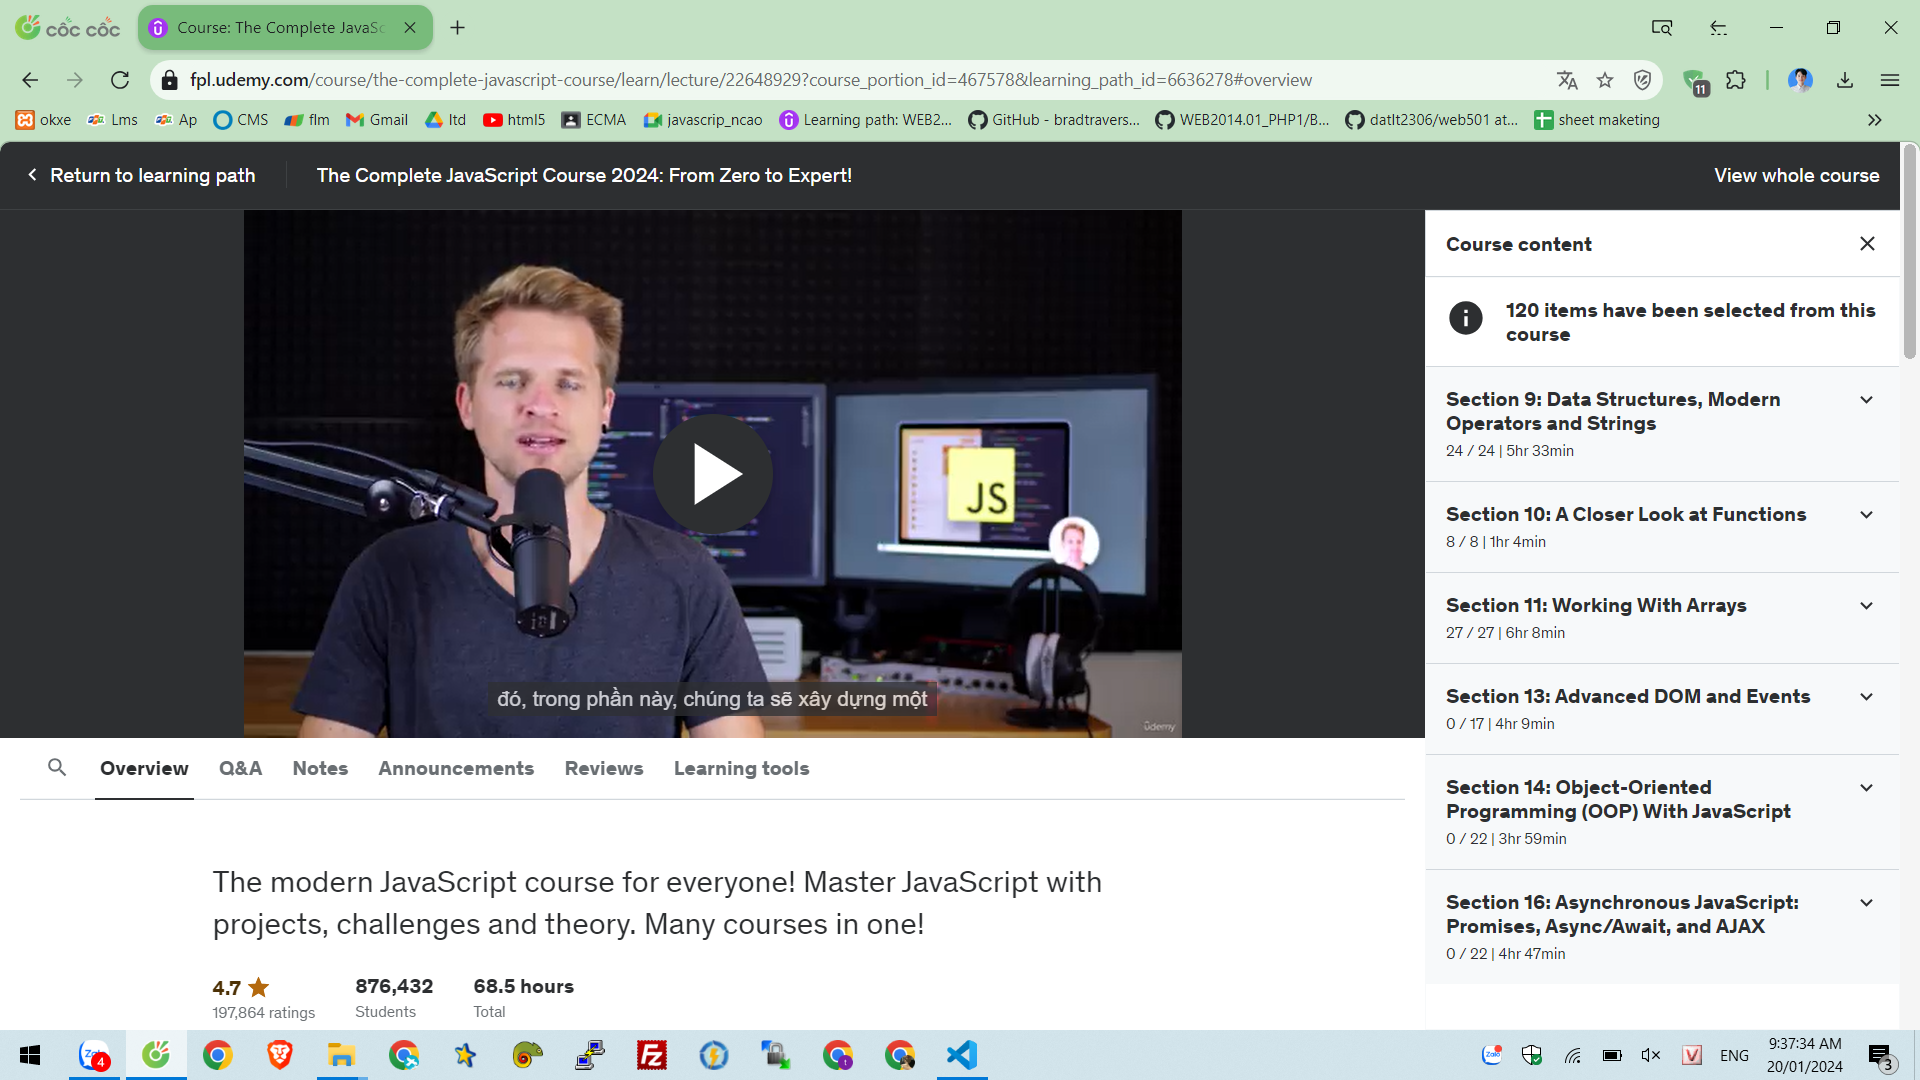 cốc cốc
Course: The Complete JavaSc
fpl.udemy.com/course/the-complete-javascript-course/learn/lecture/22648929?course_portion_id=467578&learning_path_id=6636278#overview
11
okxe
Lms
Ap
CMS
flm
Gmail
ltd
html5
ECMA
javascrip_ncao
Learning path: WEB2...
GitHub - bradtravers...
WEB2014.01_PHP1/B...
datlt2306/web501 at...
sheet maketing
Return to learning path
The Complete JavaScript Course 2024: From Zero to Expert!
View whole course
JS
đó, trong phần này, chúng ta sẽ xây dựng một
ûdemy
Course content
120 items have been selected from this
course
Section 9: Data Structures, Modern
Operators and Strings
24 / 24 | 5hr 33min
Section 10: A Closer Look at Functions
8 / 8 | 1hr 4min
Section 11: Working With Arrays
27 / 27 | 6hr 8min
Section 13: Advanced DOM and Events
0 / 17 | 4hr 9min
Section 14: Object-Oriented
Programming (OOP) With JavaScript
0 / 22 | 3hr 59min
Section 16: Asynchronous JavaScript:
Promises, Async/Await, and AJAX
0 / 22 | 4hr 47min
Overview
Q&A
Notes
Announcements
Reviews
Learning tools
The modern JavaScript course for everyone! Master JavaScript with
projects, challenges and theory. Many courses in one!
4.7
876,432
68.5 hours
197,864 ratings
Students
Total
4
Fz
Zalo
V
ENG
9:37:34 AM
20/01/2024
3